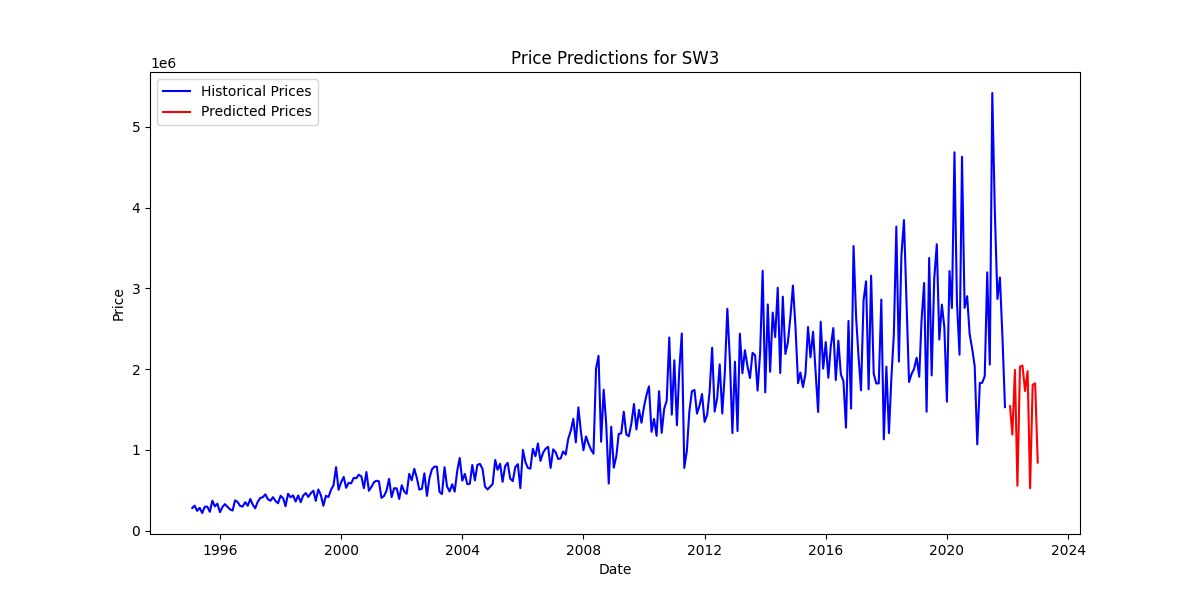 Price Predictions for SW3
1e6
Historical Prices
Predicted Prices
5
4
3
2
1
0
Price
1996 2000 2004 2008 2012 2016 2020 2024
Date